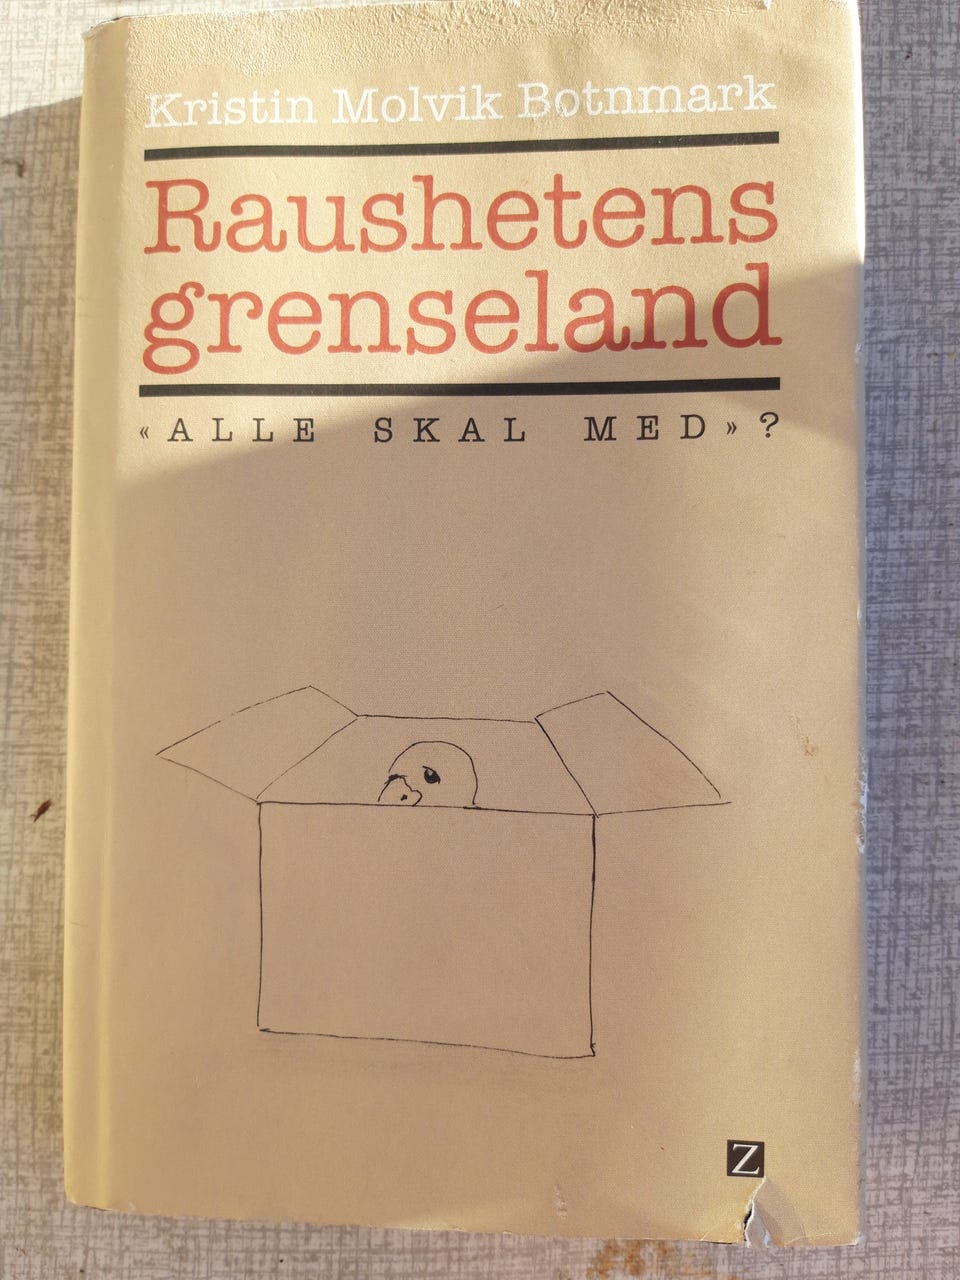 Kristin Molvik Botnmark
Raushetens
grenseland
«ALLE SKAL MED»?
Z